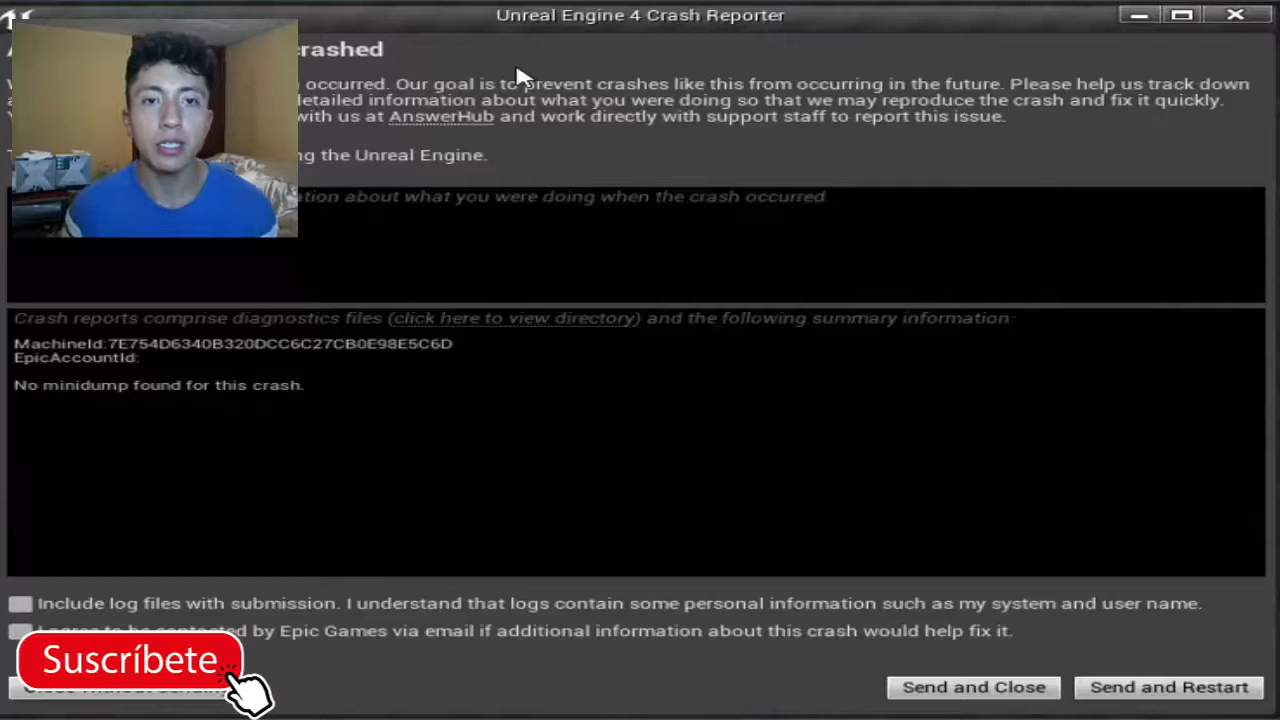 Unreal Engine 4 Crash Reporter
crashed
occurred. Our goal is to prevent crashes like this from occurring in the future. Please help us track down
detailed information about what you were doing so that we may reproduce the crash and fix it quickly.
with us at AnswerHub and work directly with support staff to report this issue.
the Unreal Engine.
about what you were doing when the crash occurred.
Crash reports comprise diagnostics files (click here to view directory) and the following summary information:
MachineId:7E754D6340B320DCC6C27CB0E98E5C6D
EpicAccountId:
No minidump found for this crash.
Include log files with submission. I understand that logs contain some personal information such as my system and user name.
I agree to be contacted by Epic Games via email if additional information about this crash would help fix it.
Suscríbete
Send and Close
Send and Restart